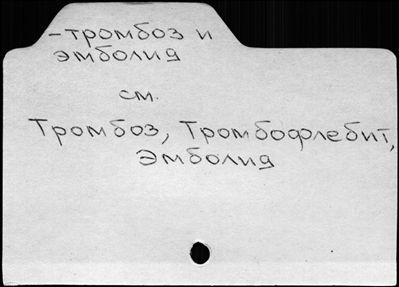 -тромбоз и
эмболия
см.
Тромбоз, Тромбофлебит,
Эмболия